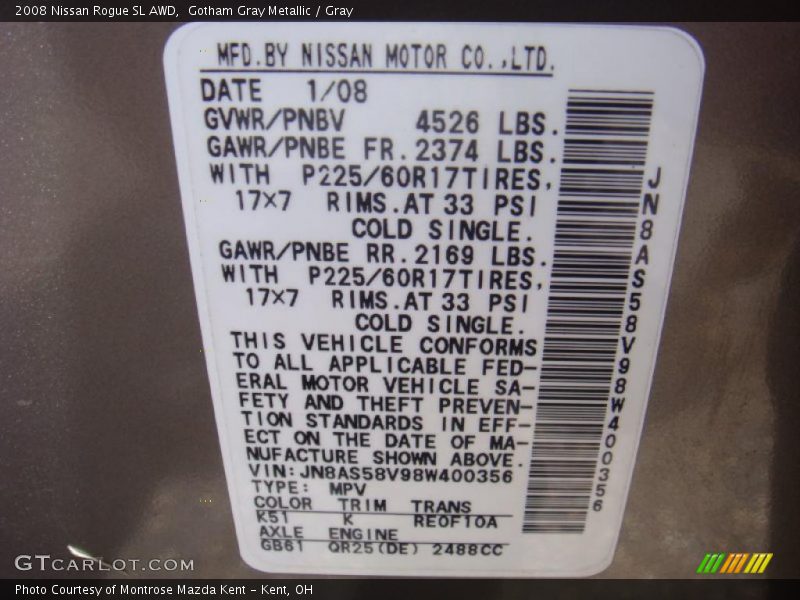 2008 Nissan Rogue SL AWD,  Gotham Gray Metallic / Gray
MFD.BY NISSAN MOTOR CO.,LTD.
DATE 1/08
GVWR/PNBV 4526 LBS.
GAWR/PNBE FR.2374 LBS.
WITH P225/60R17TIRES,
17×7 RIMS.AT 33 PSI
COLD SINGLE.
GAWR/PNBE RR.2169 LBS.
WITH P225/60R17TIRES,
17×7 RIMS.AT 33 PSI
COLD SINGLE.
THIS VEHICLE CONFORMS
TO ALL APPLICABLE FED-
ERAL MOTOR VEHICLE SA-
FETY AND THEFT PREVEN-
TION STANDARDS IN EFF-
ECT ON THE DATE OF MA-
NUFACTURE SHOWN ABOVE.
VIN:JN8AS58V98W400356
TYPE: MPV
COLOR TRIM TRANS
K51 K RE0F10A
AXLE ENGINE
GB61 QR25(DE) 2488CC
JN8AS58V98W400356
GTCARLOT.COM
Photo Courtesy of Montrose Mazda Kent - Kent, OH